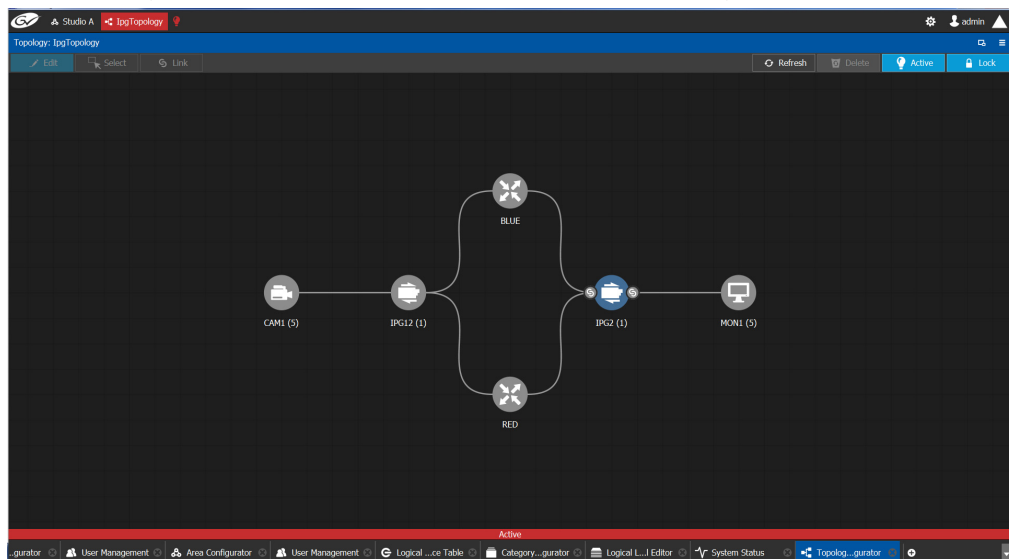 GV Studio A IpgTopology admin
Topology: IpgTopology
Edit Select Link Refresh Delete Active Lock
BLUE
CAM1 (5) IPG12 (1) IPG2 (1) MON1 (5)
RED
Active
..gurator User Management Area Configurator User Management Logical ...ce Table Category...gurator Logical L...l Editor System Status Topolog...gurator